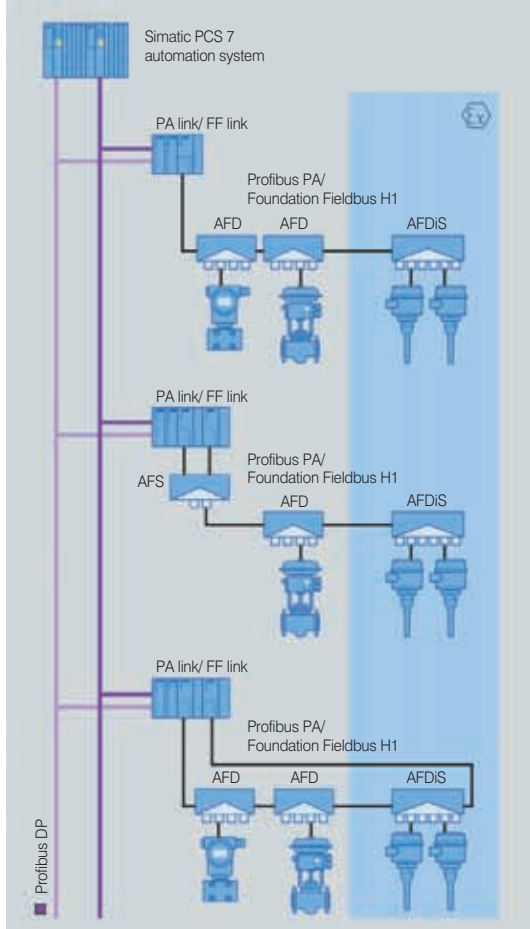 Simatic PCS 7
automation system
PA link/ FF link
Ex
Profibus PA/
Foundation Fieldbus H1
AFD
AFD
AFDiS
PA link/ FF link
AFS
Profibus PA/
Foundation Fieldbus H1
AFD
AFDiS
PA link/ FF link
Profibus PA/
Foundation Fieldbus H1
AFD
AFD
AFDiS
Profibus DP